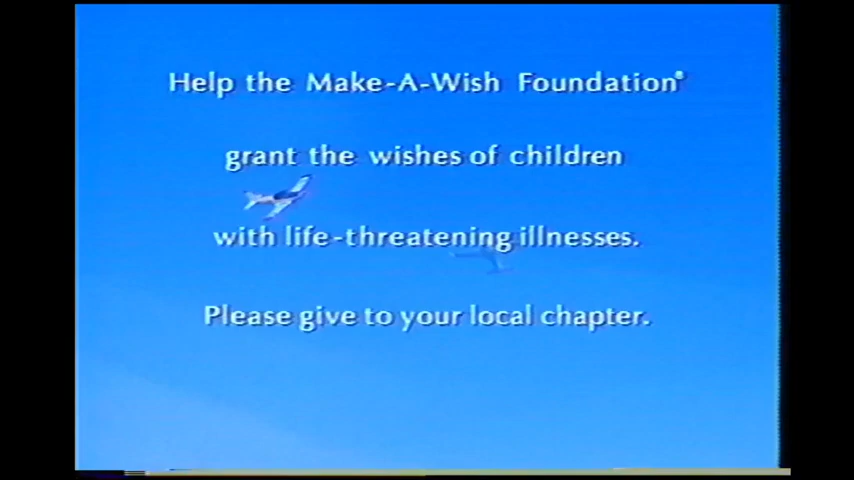 Help the Make-A-Wish Foundation®
grant the wishes of children
with life-threatening illnesses.
Please give to your local chapter.